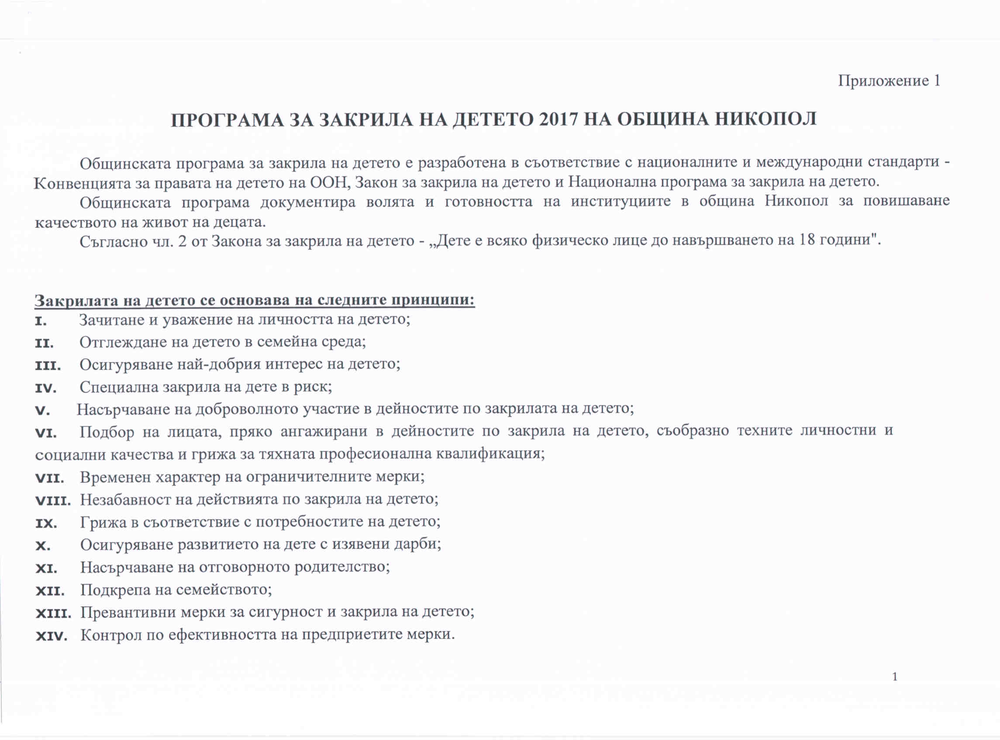 Приложение 1
ПРОГРАМА ЗА ЗАКРИЛА НА ДЕТЕТО 2017 НА ОБЩИНА НИКОПОЛ
Общинската програма за закрила на детето е разработена в съответствие с националните и международни стандарти -
Конвенцията за правата на детето на ООН, Закон за закрила на детето и Национална програма за закрила на детето.
Общинската програма документира волята и готовността на институциите в община Никопол за повишаване
качеството на живот на децата.
Съгласно чл. 2 от Закона за закрила на детето - „Дете е всяко физическо лице до навършването на 18 години".
Закрилата на детето се основава на следните принципи:
I. Зачитане и уважение на личността на детето;
II. Отглеждане на детето в семейна среда;
III. Осигуряване най-добрия интерес на детето;
IV. Специална закрила на дете в риск;
V. Насърчаване на доброволното участие в дейностите по закрилата на детето;
VI. Подбор на лицата, пряко ангажирани в дейностите по закрила на детето, съобразно техните личностни и
социални качества и грижа за тяхната професионална квалификация;
VII. Временен характер на ограничителните мерки;
VIII. Незабавност на действията по закрила на детето;
IX. Грижа в съответствие с потребностите на детето;
X. Осигуряване развитието на дете с изявени дарби;
XI. Насърчаване на отговорното родителство;
XII. Подкрепа на семейството;
XIII. Превантивни мерки за сигурност и закрила на детето;
XIV. Контрол по ефективността на предприетите мерки.
1